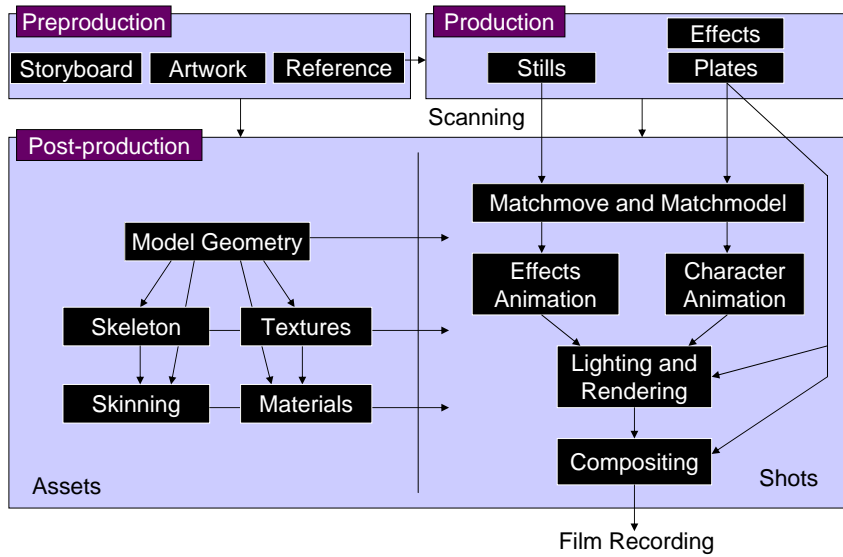 Preproduction
Storyboard
Artwork
Reference
Production
Effects
Stills
Plates
Scanning
Post-production
Matchmove and Matchmodel
Model Geometry
Effects
Animation
Character
Animation
Skeleton
Textures
Lighting and
Rendering
Skinning
Materials
Compositing
Assets
Shots
Film Recording